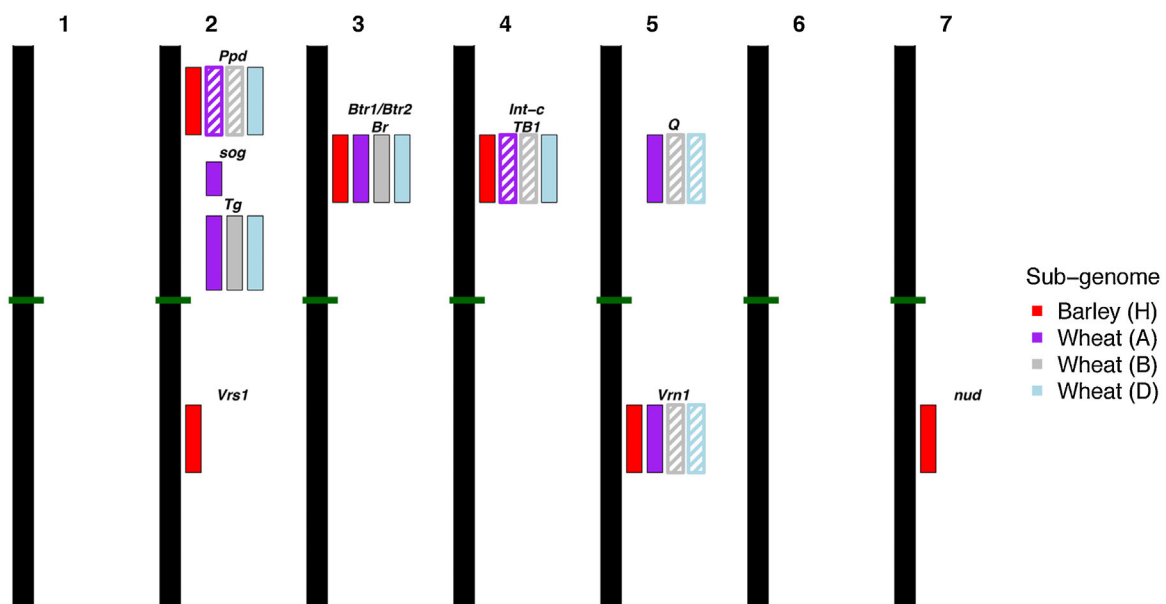 1 2 3 4 5 6 7
Ppd
sog
Tg
Vrs1
Btr1/Btr2
Br
Int-c
TB1
Q
Vrn1
nud
Sub-genome
Barley (H)
Wheat (A)
Wheat (B)
Wheat (D)